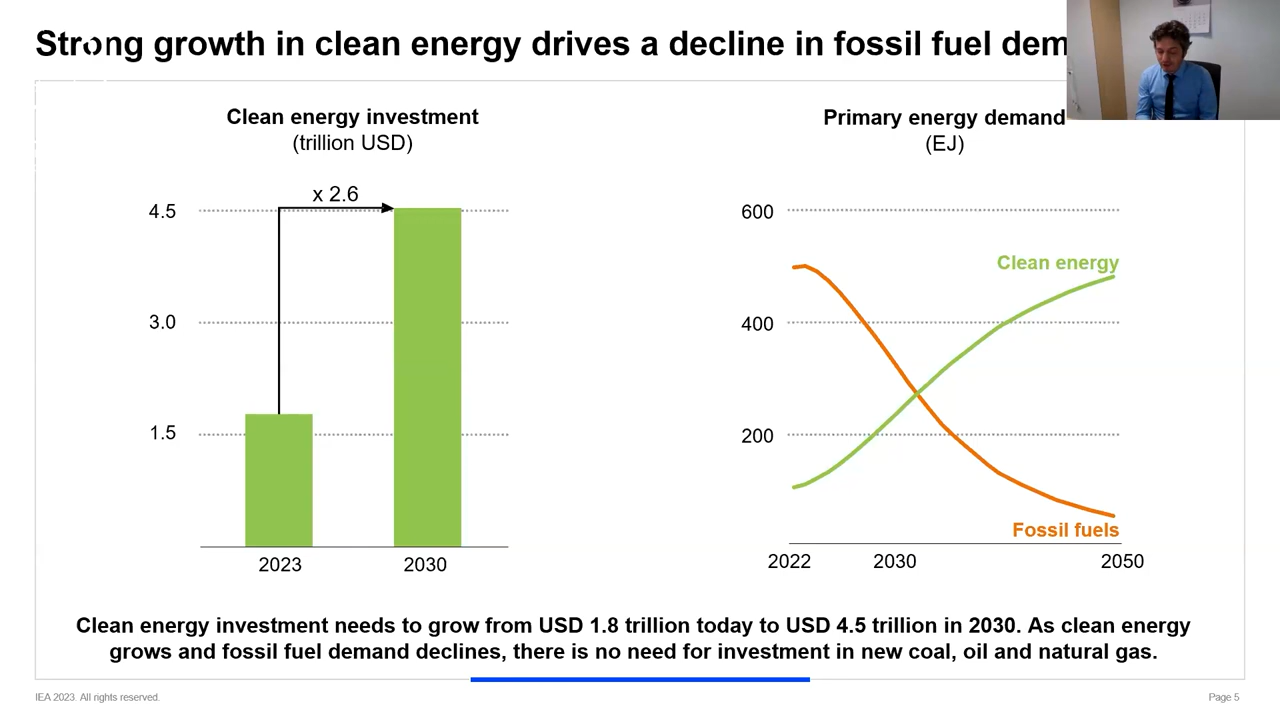 Strong growth in clean energy drives a decline in fossil fuel dem
Clean energy investment
(trillion USD)
x 2.6
4.5
3.0
1.5
2023
2030
Primary energy demand
(EJ)
600
400
200
Clean energy
Fossil fuels
2022
2030
2050
Clean energy investment needs to grow from USD 1.8 trillion today to USD 4.5 trillion in 2030. As clean energy
grows and fossil fuel demand declines, there is no need for investment in new coal, oil and natural gas.
IEA 2023. All rights reserved.
Page 5